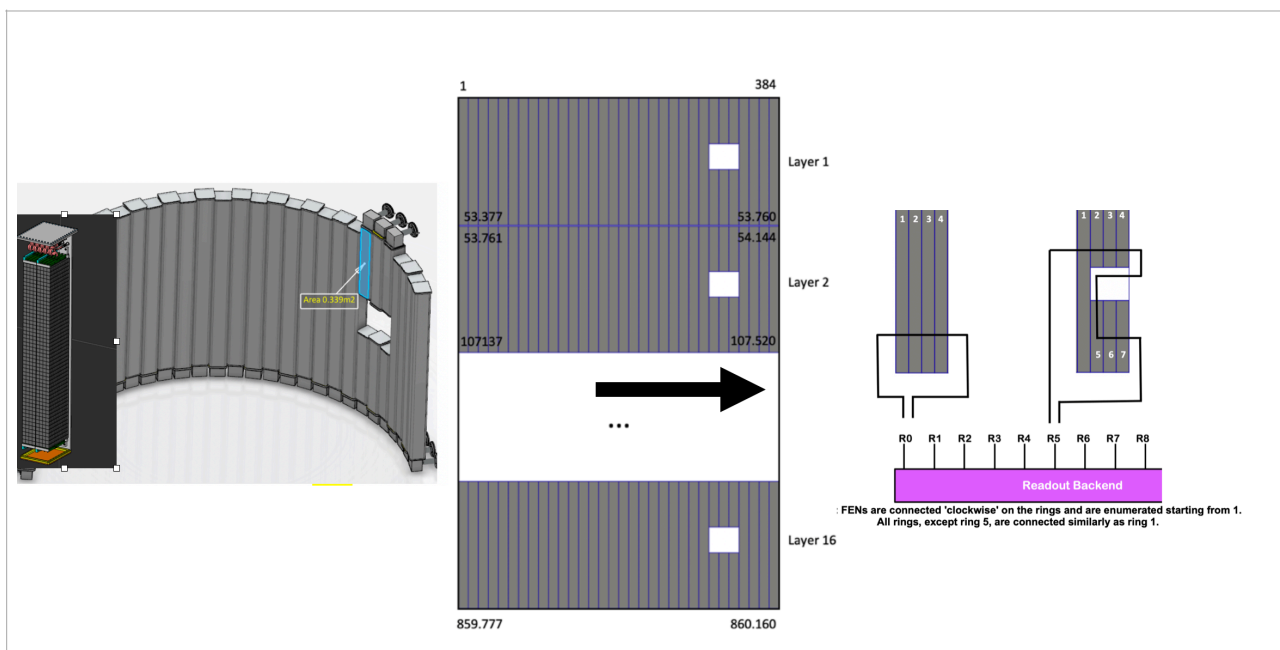 Area 0.339m2
1 384
Layer 1
53.377 53.760
53.761 54.144
Layer 2
107137 107.520
...
Layer 16
859.777 860.160
1 2 3 4
1 2 3 4
5 6 7
R0 R1 R2 R3 R4 R5 R6 R7 R8
Readout Backend
: FENs are connected 'clockwise' on the rings and are enumerated starting from 1.
All rings, except ring 5, are connected similarly as ring 1.